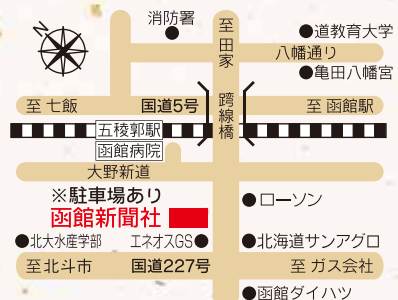 N
消防署
至田家
道教育大学
八幡通り
亀田八幡宮
至 七飯
国道5号
跨線橋
至 函館駅
五稜郭駅
函館病院
大野新道
※駐車場あり
函館新聞社
ローソン
北大水産学部
エネオスGS
北海道サンアグロ
至北斗市
国道227号
至 ガス会社
函館ダイハツ